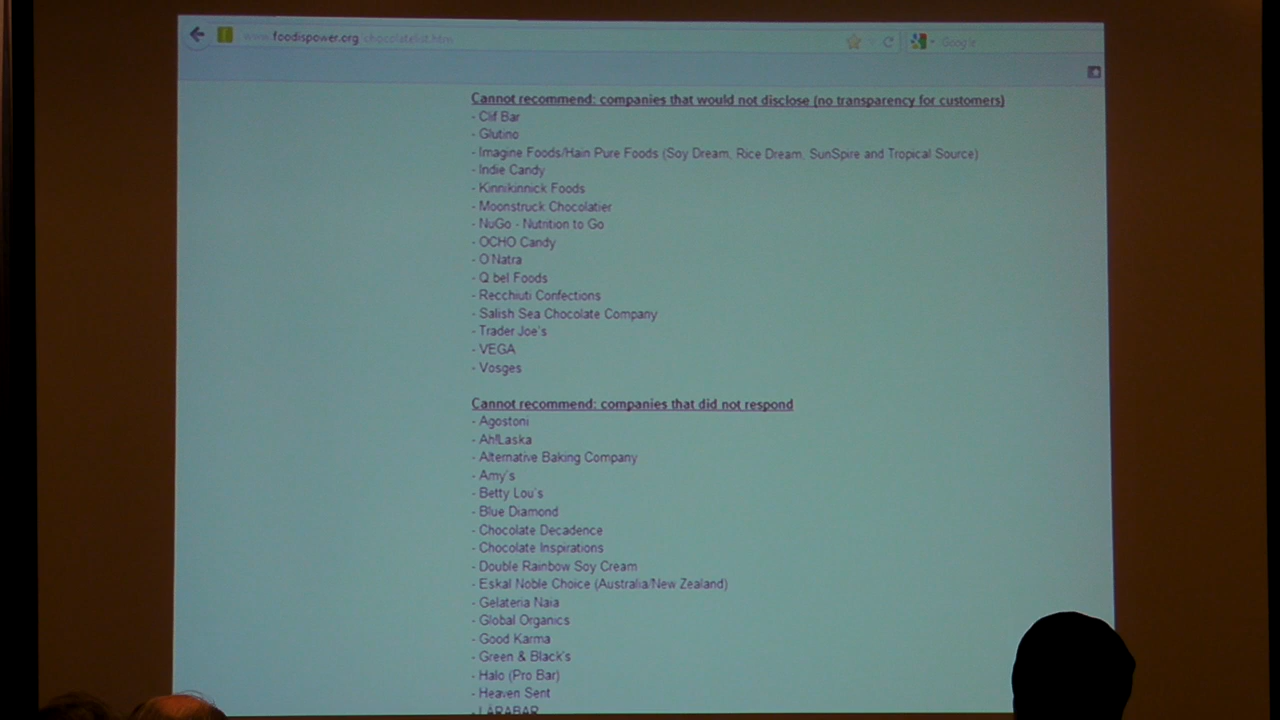 www.foodispower.org/chocolatelist.htm
Google
Cannot recommend: companies that would not disclose (no transparency for customers)
- Clif Bar
- Glutino
- Imagine Foods/Hain Pure Foods (Soy Dream, Rice Dream, SunSpire and Tropical Source)
- Indie Candy
- Kinnikinnick Foods
- Moonstruck Chocolatier
- NuGo - Nutrition to Go
- OCHO Candy
- O'Natra
- Q.bel Foods
- Recchiuti Confections
- Salish Sea Chocolate Company
- Trader Joe's
- VEGA
- Vosges
Cannot recommend: companies that did not respond
- Agostoni
- Ah!Laska
- Alternative Baking Company
- Amy's
- Betty Lou's
- Blue Diamond
- Chocolate Decadence
- Chocolate Inspirations
- Double Rainbow Soy Cream
- Eskal Noble Choice (Australia/New Zealand)
- Gelateria Naia
- Global Organics
- Good Karma
- Green & Black's
- Halo (Pro Bar)
- Heaven Sent
- LÄRABAR